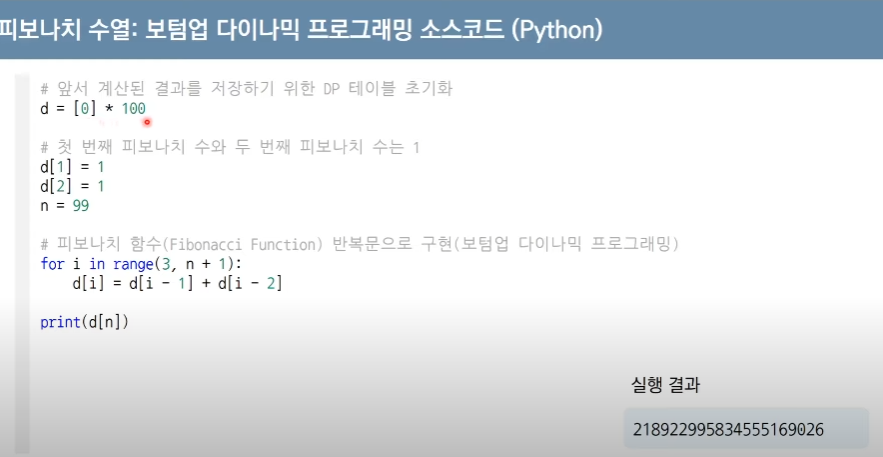 피보나치 수열: 보텀업 다이나믹 프로그래밍 소스코드 (Python)
# 앞서 계산된 결과를 저장하기 위한 DP 테이블 초기화
d = [0] * 100
# 첫 번째 피보나치 수와 두 번째 피보나치 수는 1
d[1] = 1
d[2] = 1
n = 99
# 피보나치 함수(Fibonacci Function) 반복문으로 구현(보텀업 다이나믹 프로그래밍)
for i in range(3, n + 1):
    d[i] = d[i - 1] + d[i - 2]
print(d[n])
실행 결과
218922995834555169026